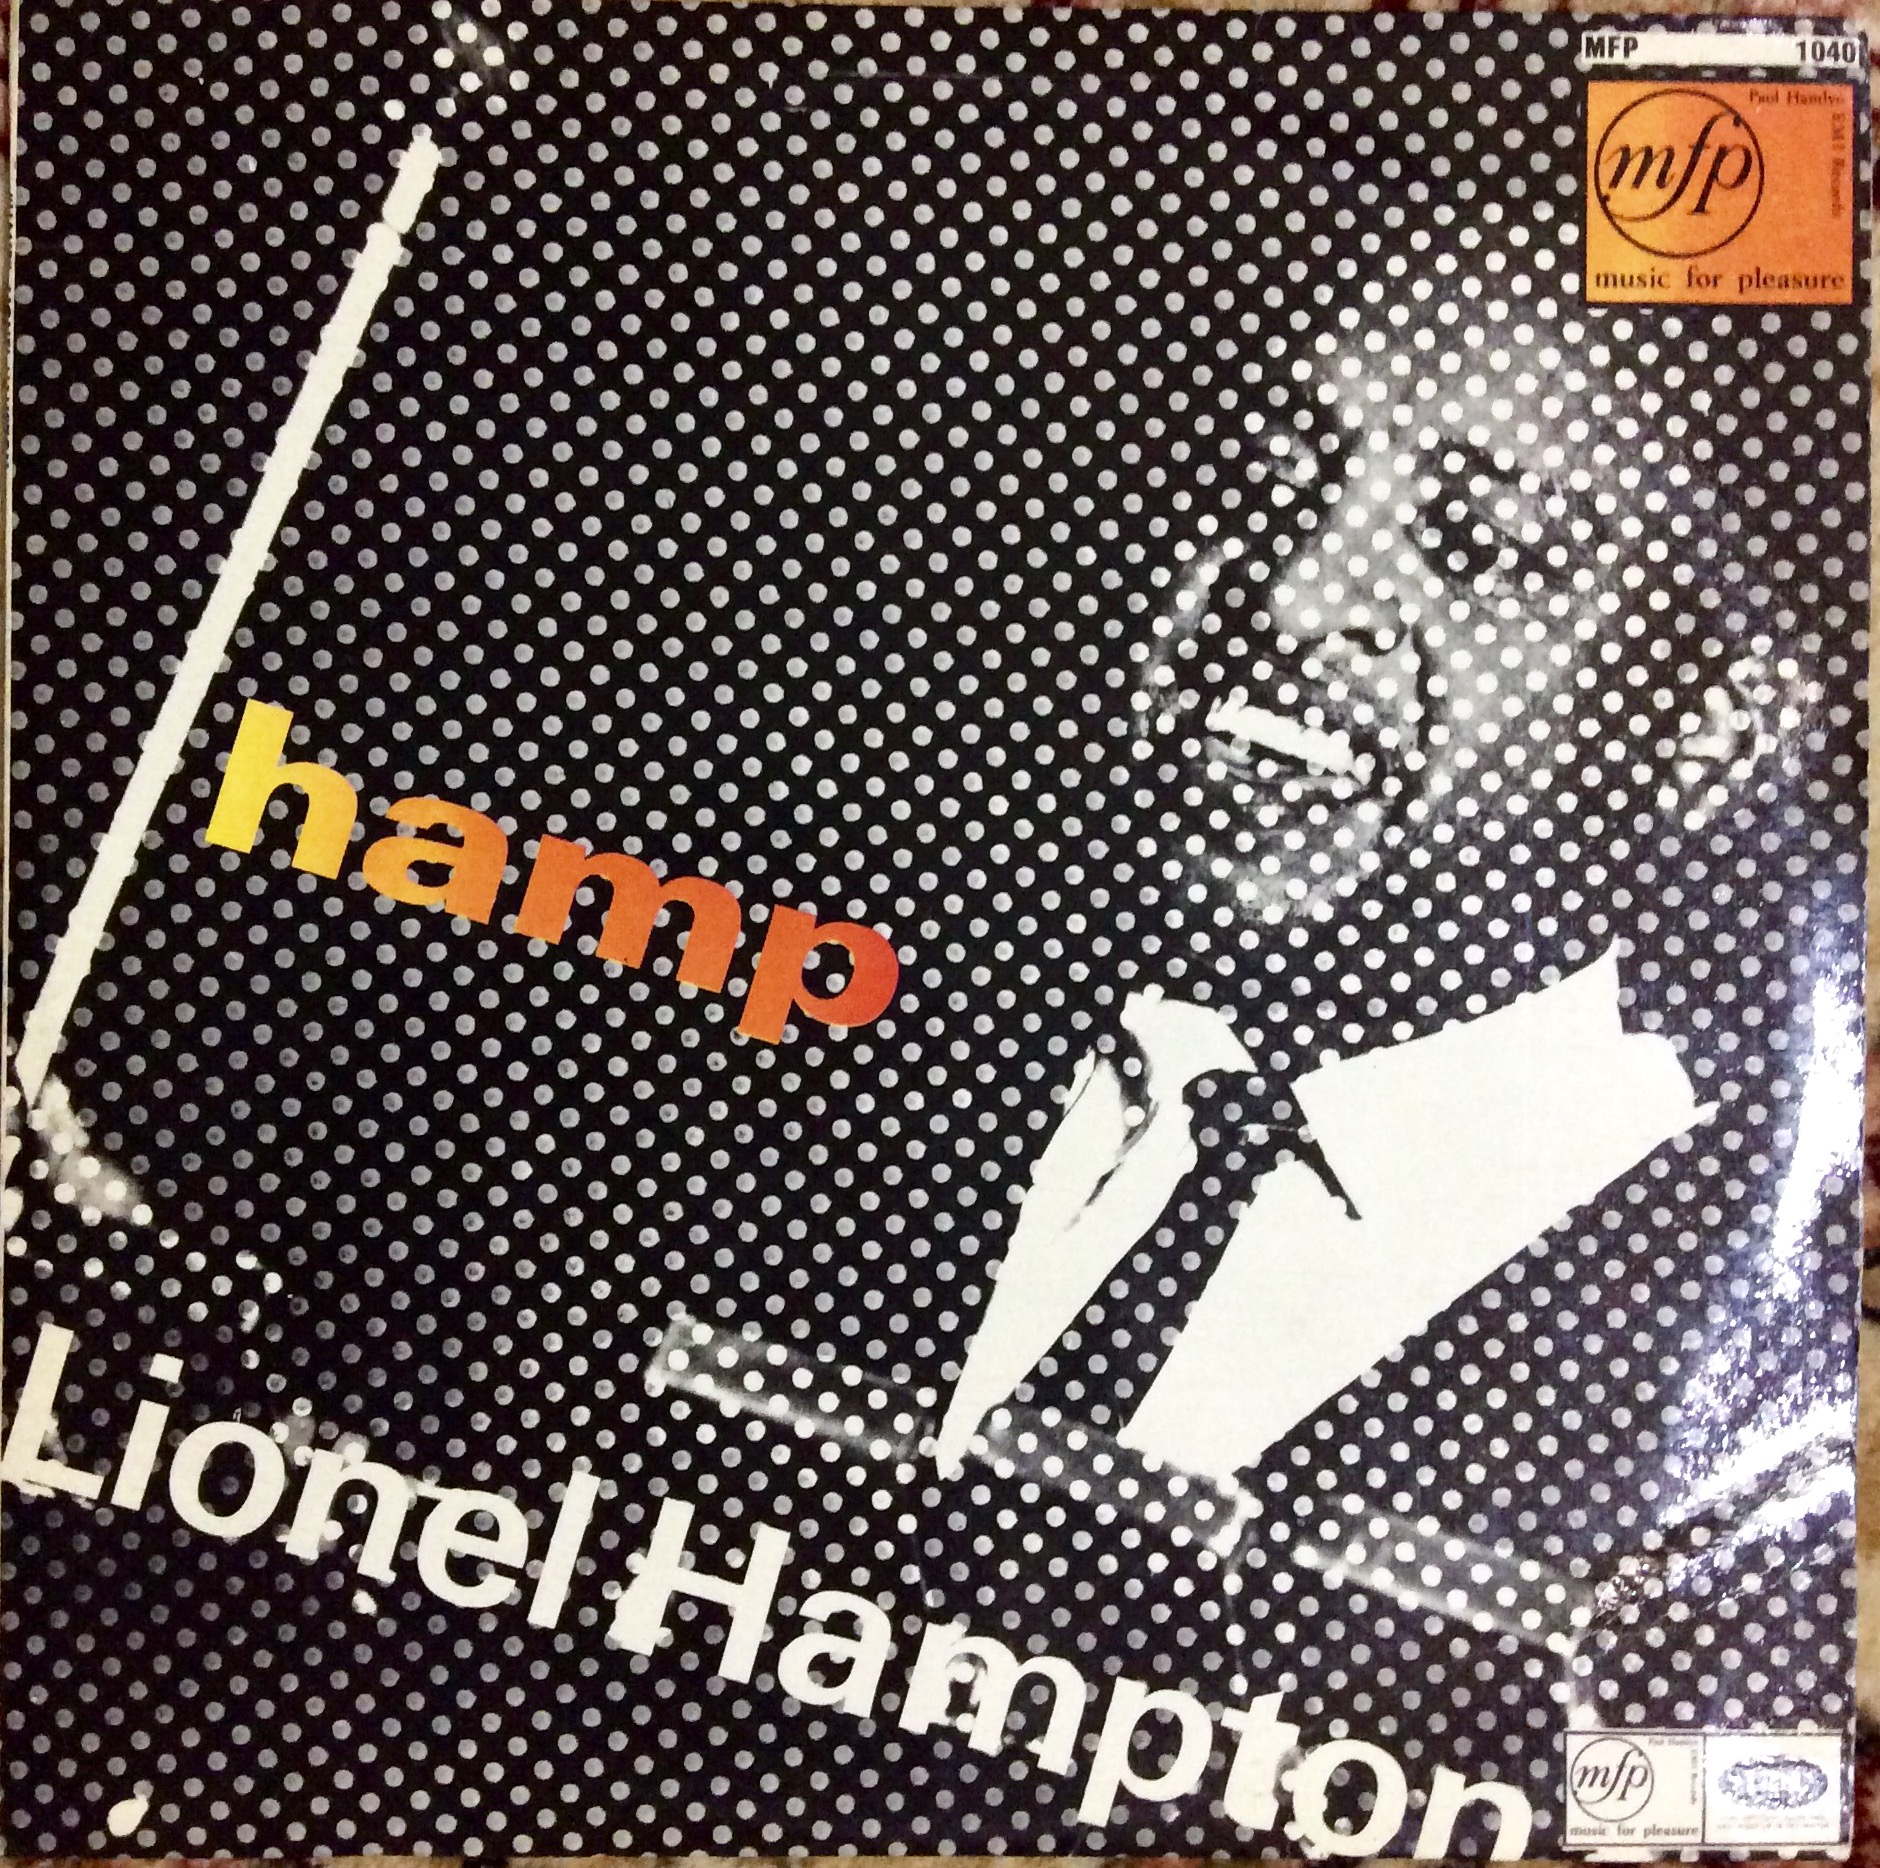 MFP 1040
Paul Hamlyn
EMI Records
mfp
music for pleasure
hamp
Lionel Hampton
mfp
music for pleasure